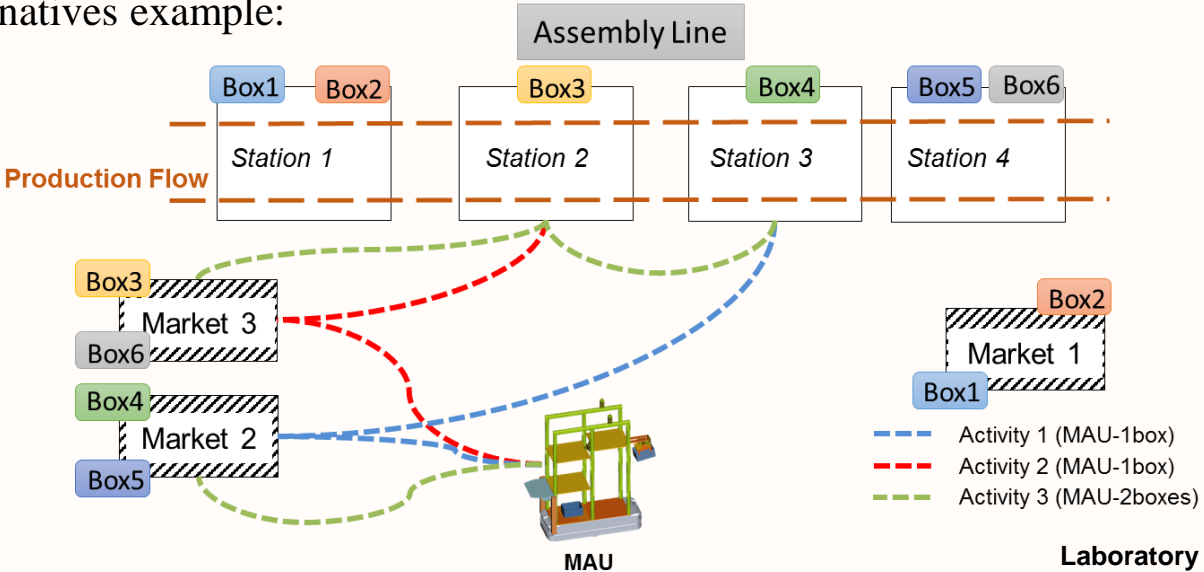 natives example:
Assembly Line
Box1
Box2
Box3
Box4
Box5
Box6
Station 1
Station 2
Station 3
Station 4
Production Flow
Box3
Market 3
Box6
Box4
Market 2
Box5
Box2
Market 1
Box1
Activity 1 (MAU-1box)
Activity 2 (MAU-1box)
Activity 3 (MAU-2boxes)
MAU
Laboratory